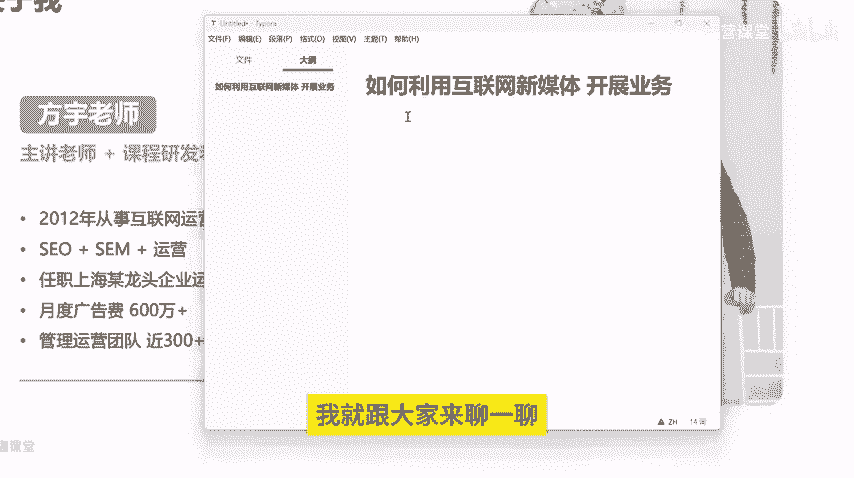 Untitled - Typora
文件(F) 编辑(E) 段落(P) 格式(O) 视图(V) 主题(T) 帮助(H)
文件 大纲
如何利用互联网新媒体 开展业务
如何利用互联网新媒体 开展业务
方宇老师
主讲老师 + 课程研发
• 2012年从事互联网运营
• SEO + SEM + 运营
• 任职上海某龙头企业运
• 月度广告费 600万+
• 管理运营团队 近300+
我就跟大家来聊一聊
ZH 14 词
课堂